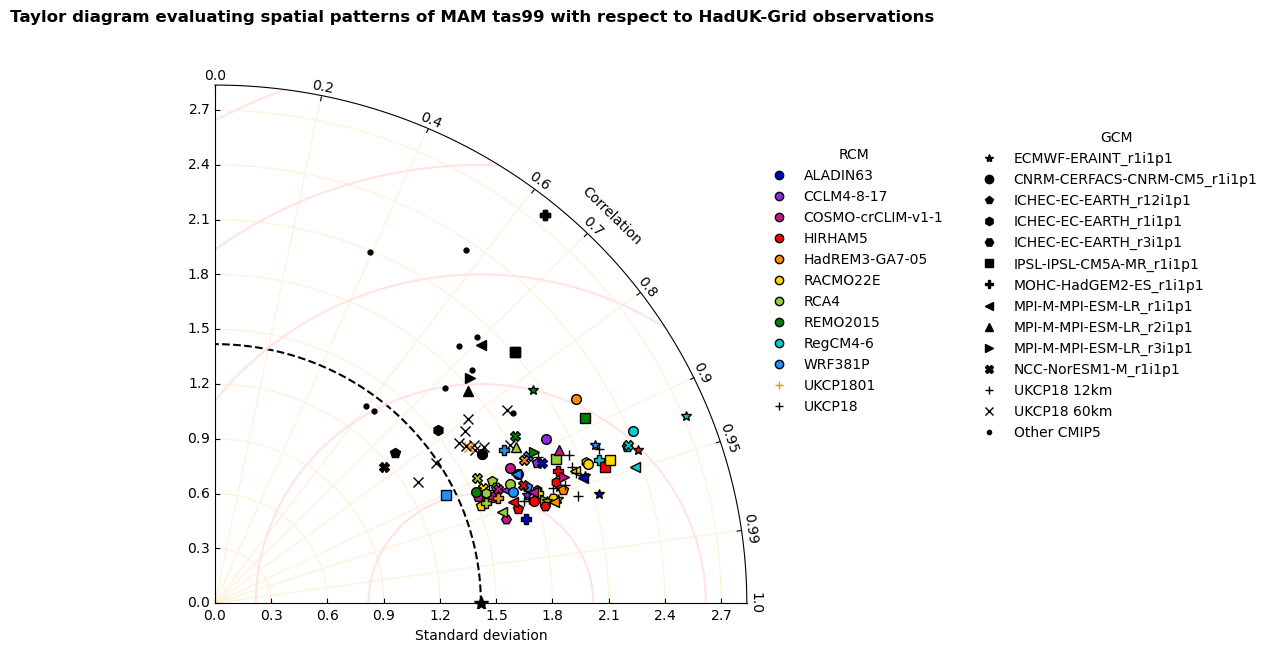 Taylor diagram evaluating spatial patterns of MAM tas99 with respect to HadUK-Grid observations
0.0
0.2
0.4
0.6
0.7
0.8
0.9
0.95
0.99
1.0
Correlation
2.7
2.4
2.1
1.8
1.5
1.2
0.9
0.6
0.3
0.0
0.0 0.3 0.6 0.9 1.2 1.5 1.8 2.1 2.4 2.7
Standard deviation
RCM
ALADIN63
CCLM4-8-17
COSMO-crCLIM-v1-1
HIRHAM5
HadREM3-GA7-05
RACMO22E
RCA4
REMO2015
RegCM4-6
WRF381P
UKCP1801
UKCP18
GCM
ECMWF-ERAINT_r1i1p1
CNRM-CERFACS-CNRM-CM5_r1i1p1
ICHEC-EC-EARTH_r12i1p1
ICHEC-EC-EARTH_r1i1p1
ICHEC-EC-EARTH_r3i1p1
IPSL-IPSL-CM5A-MR_r1i1p1
MOHC-HadGEM2-ES_r1i1p1
MPI-M-MPI-ESM-LR_r1i1p1
MPI-M-MPI-ESM-LR_r2i1p1
MPI-M-MPI-ESM-LR_r3i1p1
NCC-NorESM1-M_r1i1p1
UKCP18 12km
UKCP18 60km
Other CMIP5